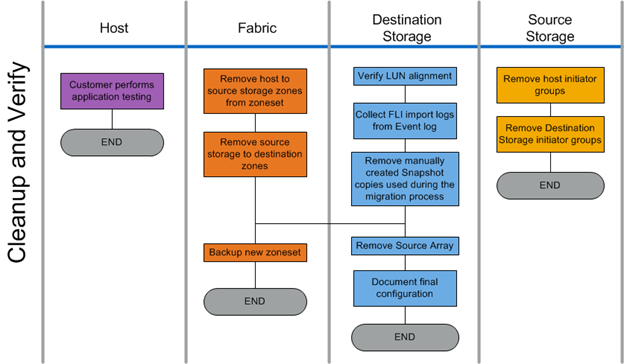 Host
Fabric
Destination
Storage
Source
Storage
Cleanup and Verify
Customer performs
application testing
END
Remove host to
source storage zones
from zoneset
Remove source
storage to destination
zones
Backup new zoneset
END
Verify LUN alignment
Collect FLI import logs
from Event log
Remove manually
created Snapshot
copies used during the
migration process
Remove Source Array
Document final
configuration
END
Remove host initiator
groups
Remove Destination
Storage initiator groups
END